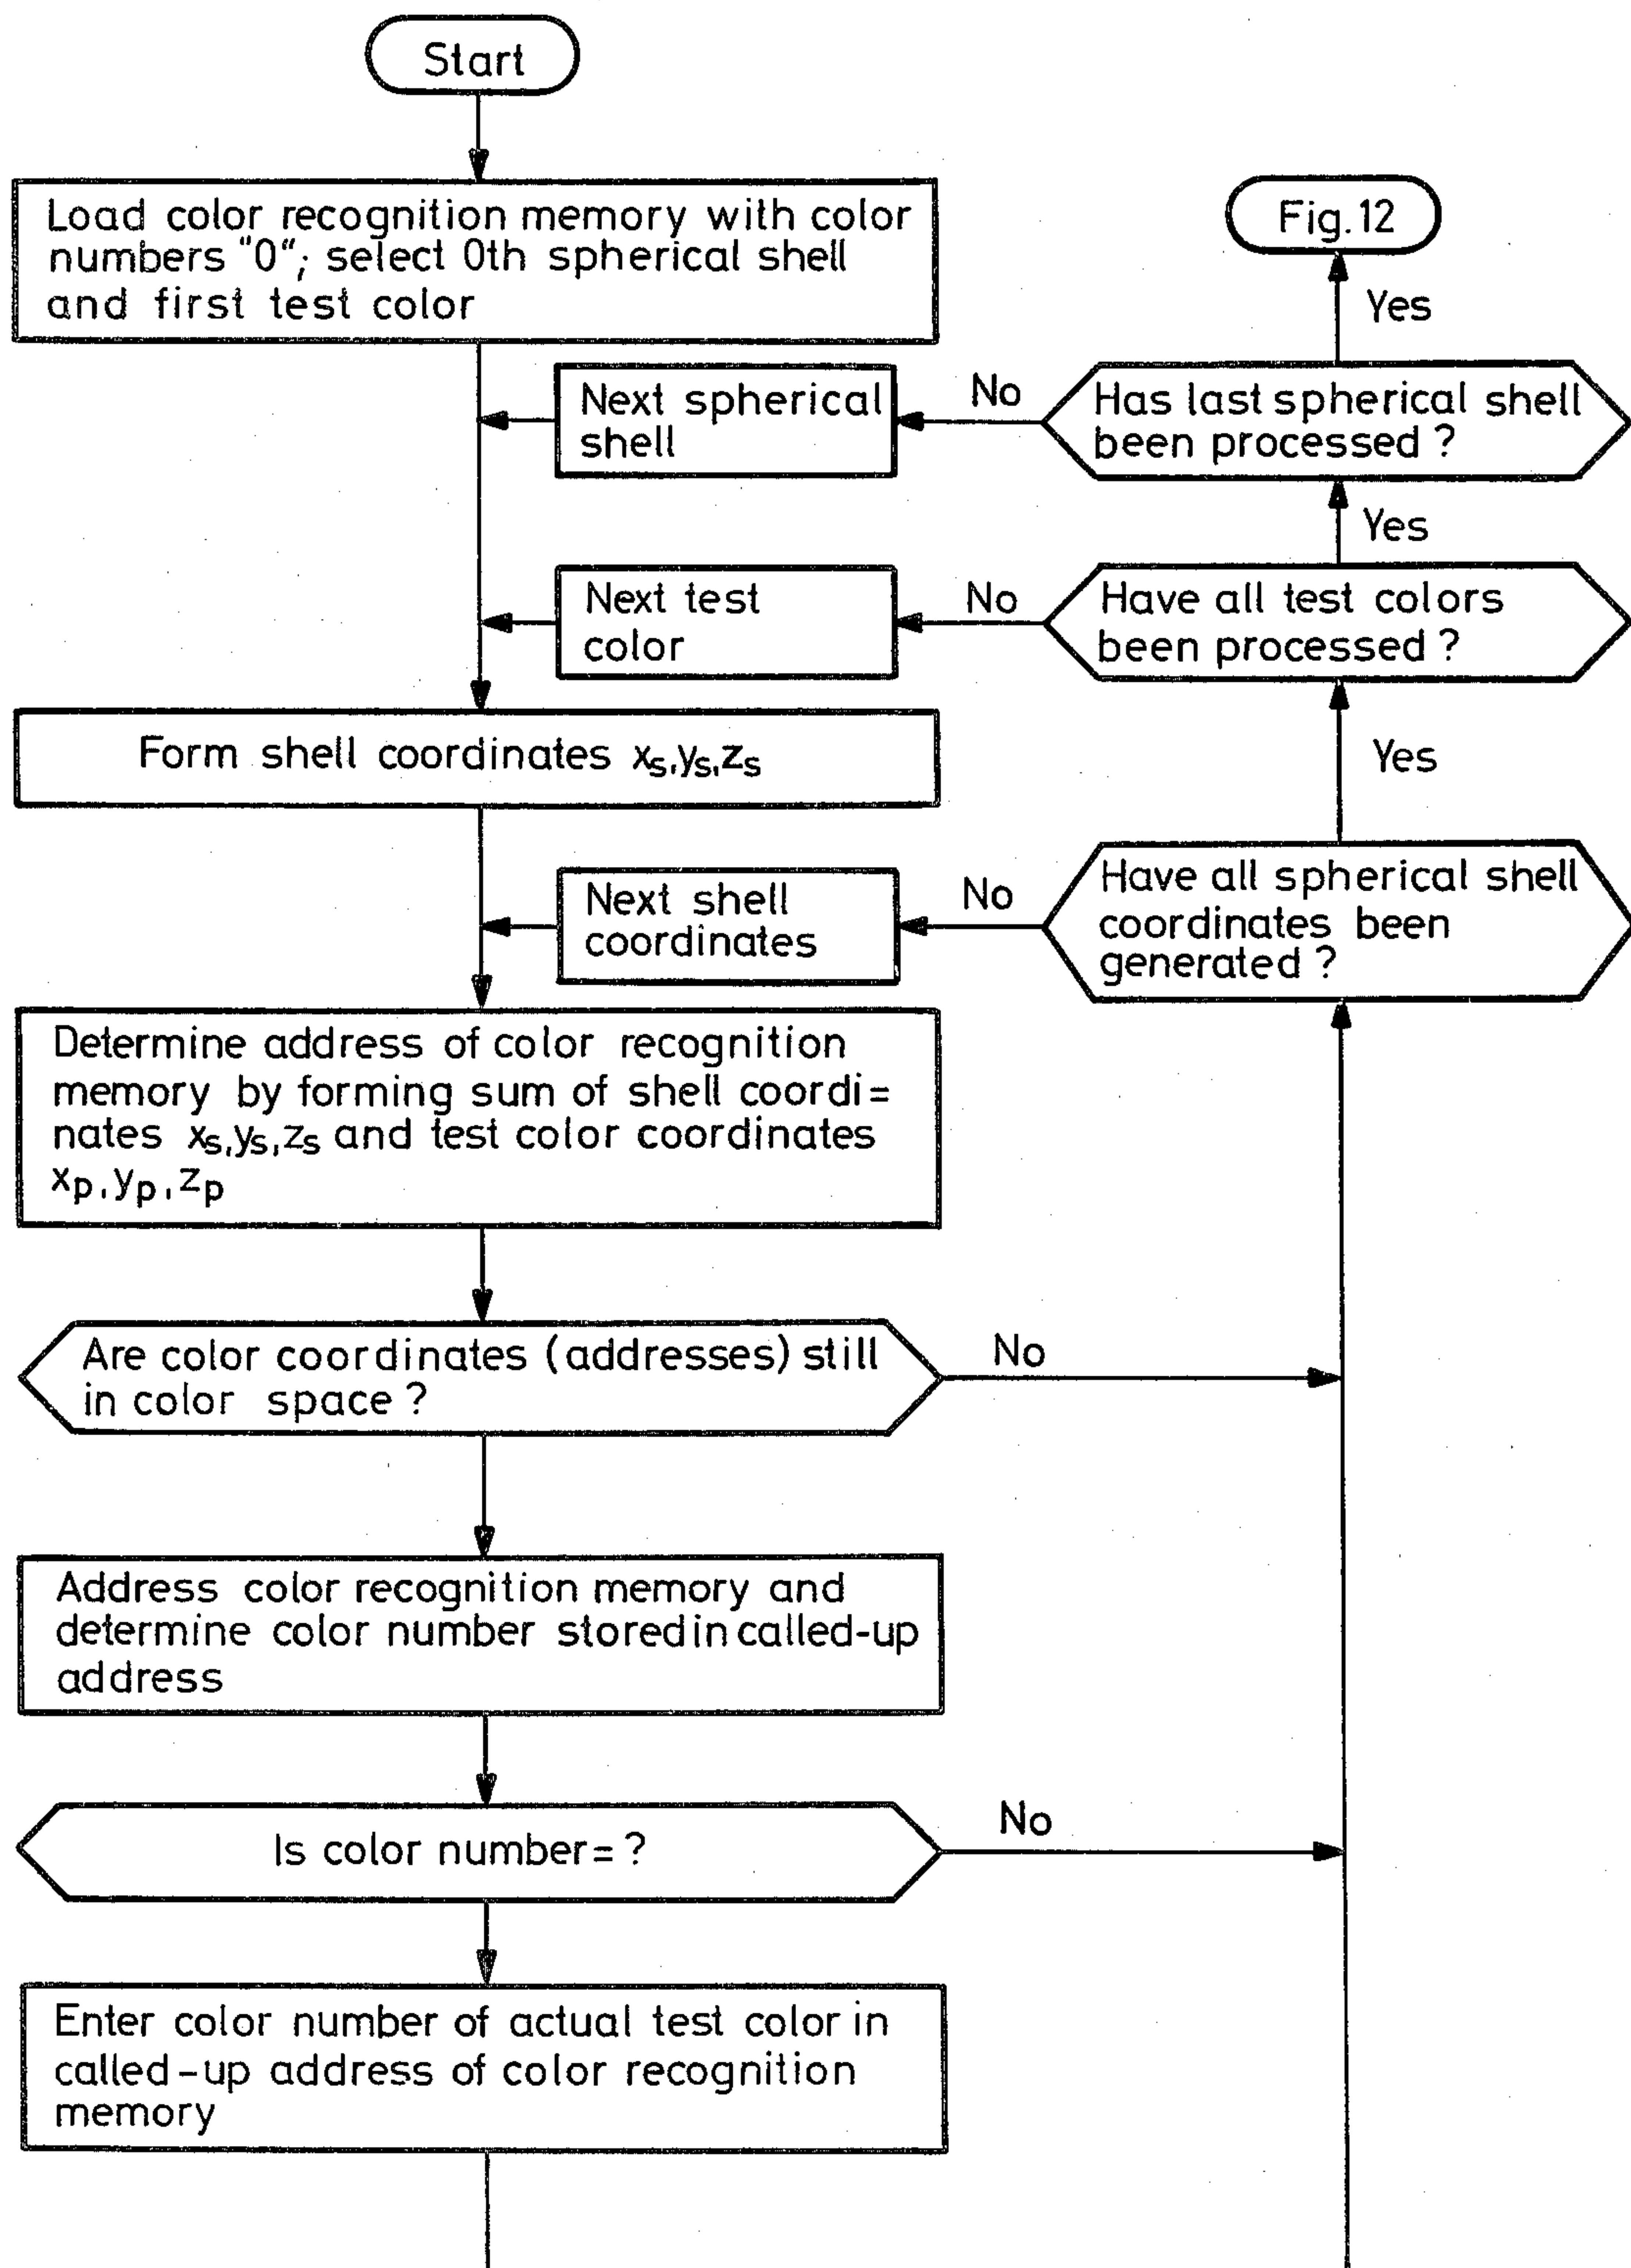 Start
Load color recognition memory with color
numbers "0"; select 0th spherical shell
and first test color
Fig.12
Yes
Next spherical
shell
No
Has last spherical shell
been processed ?
Yes
Next test
color
No
Have all test colors
been processed ?
Form shell coordinates xs,ys,zs
Yes
Next shell
coordinates
No
Have all spherical shell
coordinates been
generated ?
Determine address of color recognition
memory by forming sum of shell coordi=
nates xs,ys,zs and test color coordinates
xp,yp,zp
Are color coordinates (addresses) still
in color space ?
No
Address color recognition memory and
determine color number stored in called-up
address
Is color number= ?
No
Enter color number of actual test color in
called-up address of color recognition
memory